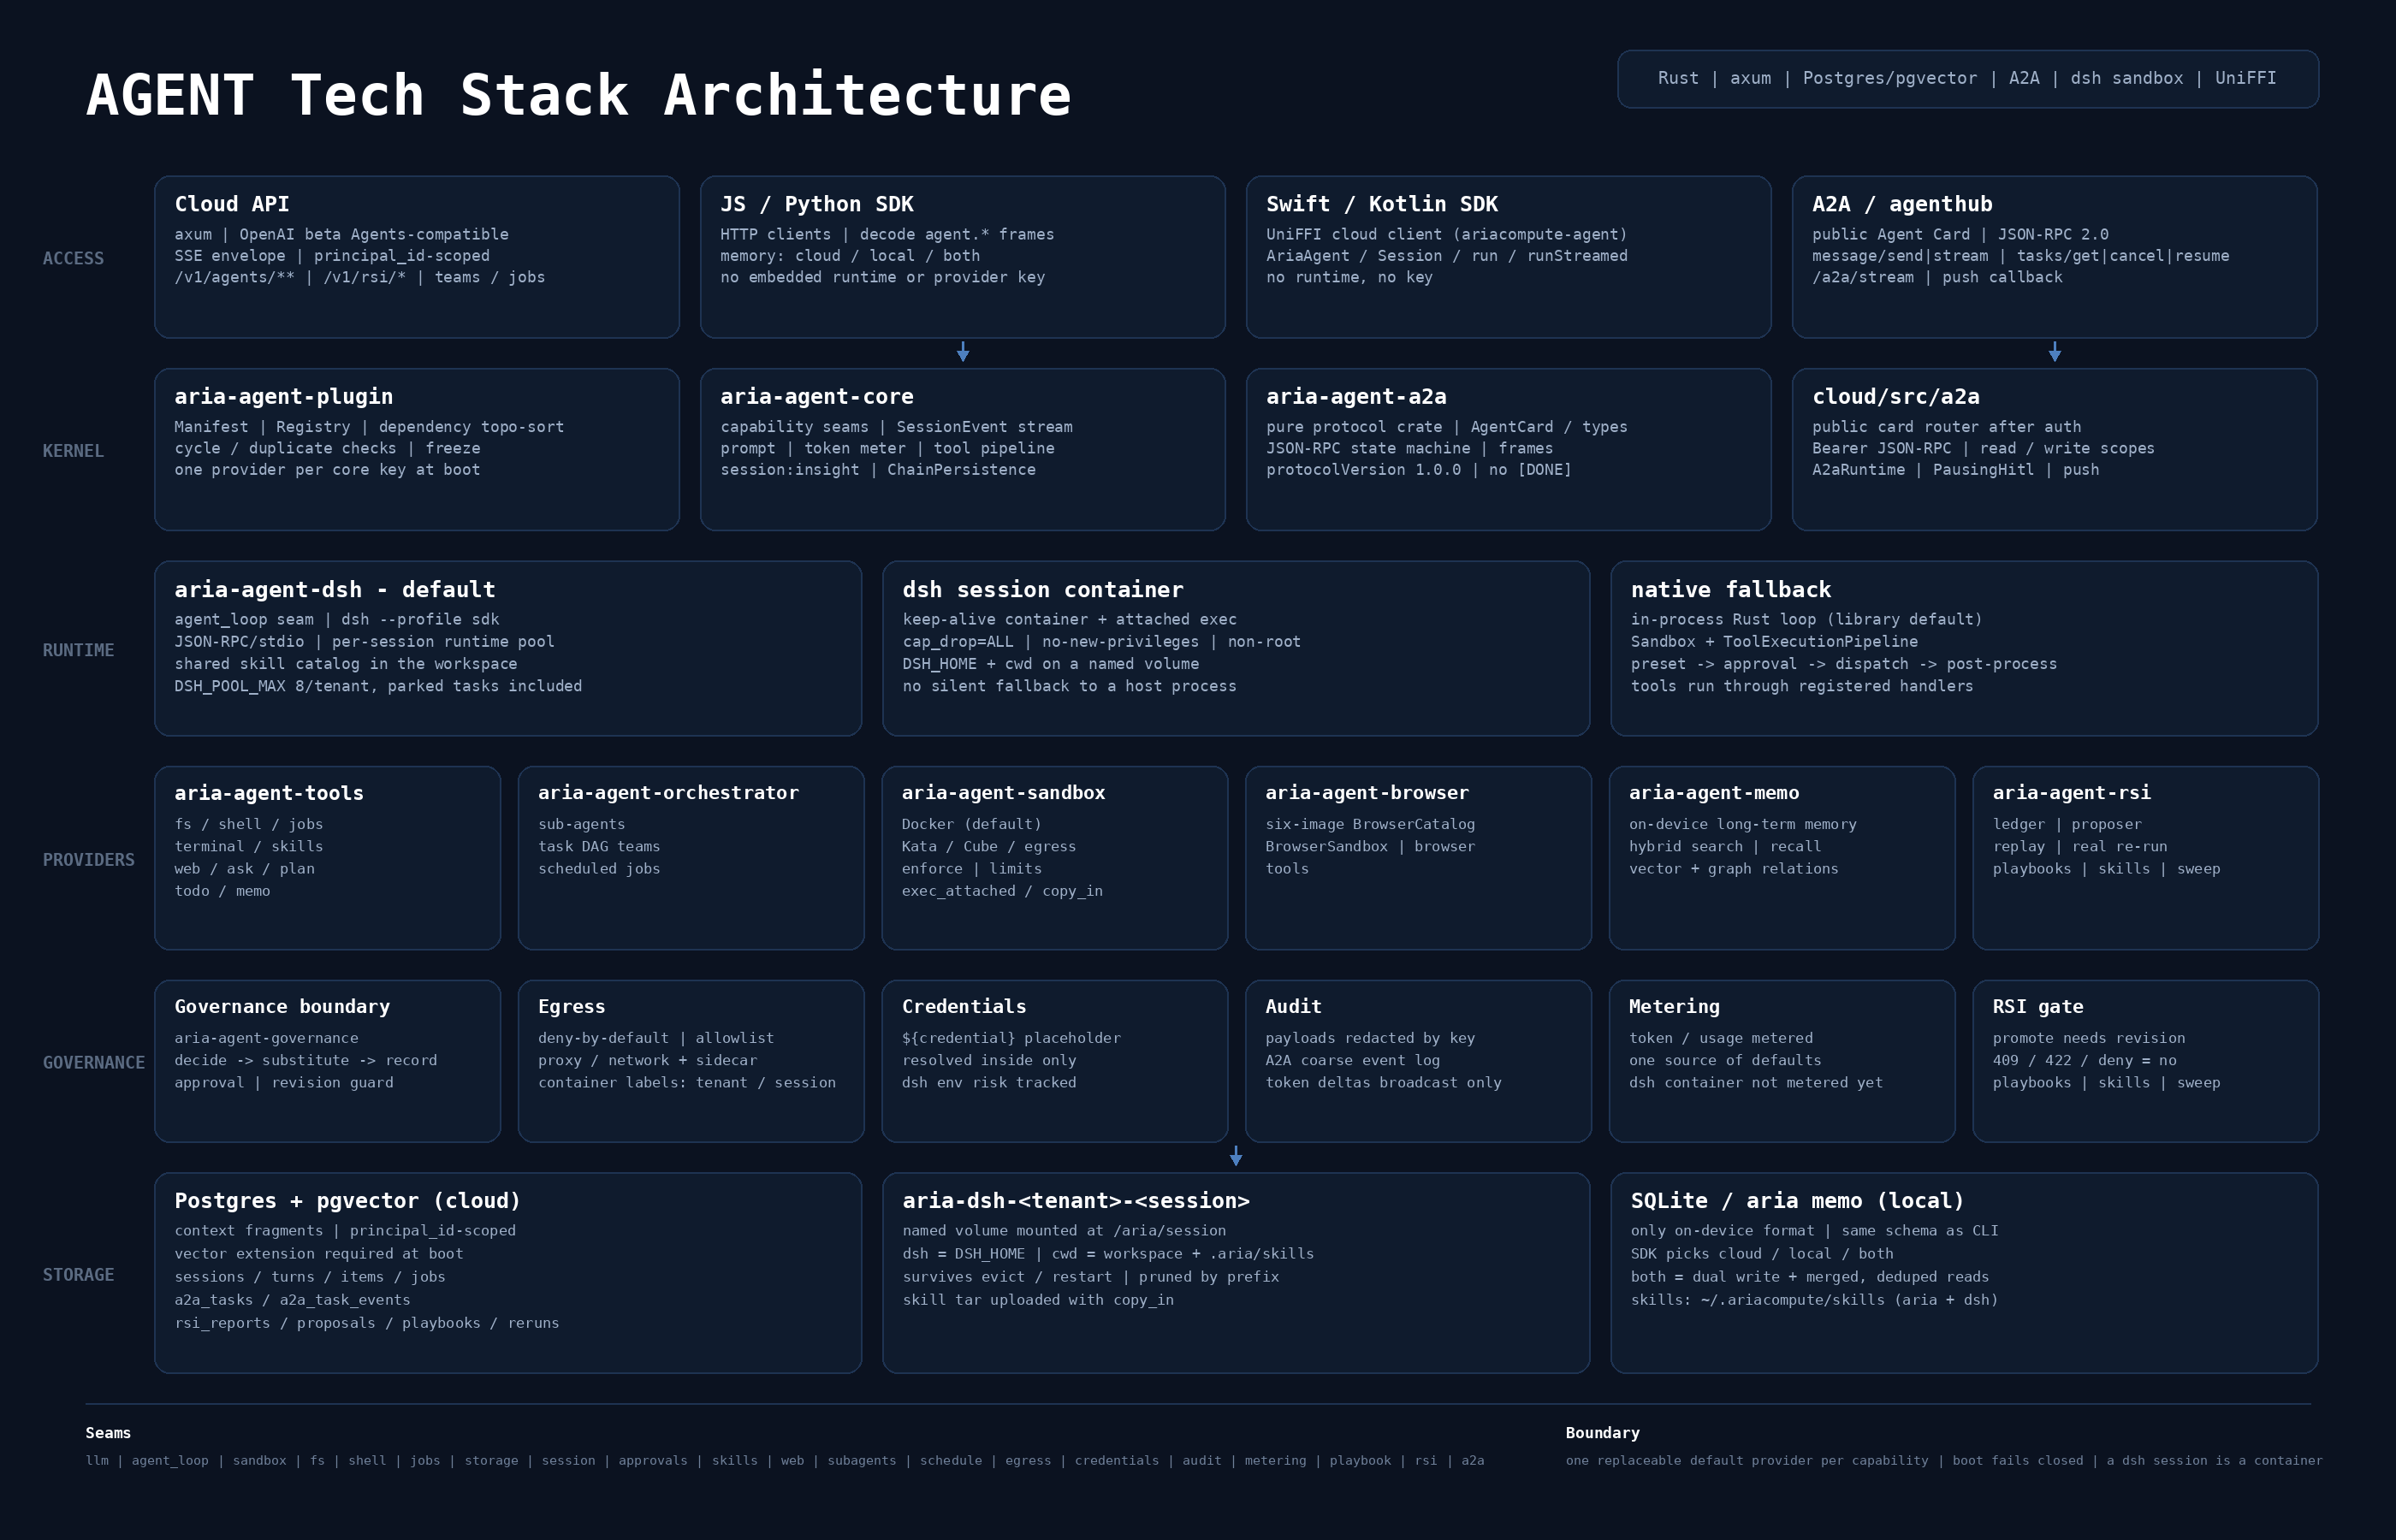 AGENT Tech Stack Architecture
Rust | axum | Postgres/pgvector | A2A | dsh sandbox | UniFFI
ACCESS
Cloud API
axum | OpenAI beta Agents-compatible
SSE envelope | principal_id-scoped
/v1/agents/** | /v1/rsi/* | teams / jobs
JS / Python SDK
HTTP clients | decode agent.* frames
memory: cloud / local / both
no embedded runtime or provider key
Swift / Kotlin SDK
UniFFI cloud client (ariacompute-agent)
AriaAgent / Session / run / runStreamed
no runtime, no key
A2A / agenthub
public Agent Card | JSON-RPC 2.0
message/send|stream | tasks/get|cancel|resume
/a2a/stream | push callback
KERNEL
aria-agent-plugin
Manifest | Registry | dependency topo-sort
cycle / duplicate checks | freeze
one provider per core key at boot
aria-agent-core
capability seams | SessionEvent stream
prompt | token meter | tool pipeline
session:insight | ChainPersistence
aria-agent-a2a
pure protocol crate | AgentCard / types
JSON-RPC state machine | frames
protocolVersion 1.0.0 | no [DONE]
cloud/src/a2a
public card router after auth
Bearer JSON-RPC | read / write scopes
A2aRuntime | PausingHitl | push
RUNTIME
aria-agent-dsh - default
agent_loop seam | dsh --profile sdk
JSON-RPC/stdio | per-session runtime pool
shared skill catalog in the workspace
DSH_POOL_MAX 8/tenant, parked tasks included
dsh session container
keep-alive container + attached exec
cap_drop=ALL | no-new-privileges | non-root
DSH_HOME + cwd on a named volume
no silent fallback to a host process
native fallback
in-process Rust loop (library default)
Sandbox + ToolExecutionPipeline
preset -> approval -> dispatch -> post-process
tools run through registered handlers
PROVIDERS
aria-agent-tools
fs / shell / jobs
terminal / skills
web / ask / plan
todo / memo
aria-agent-orchestrator
sub-agents
task DAG teams
scheduled jobs
aria-agent-sandbox
Docker (default)
Kata / Cube / egress
enforce | limits
exec_attached / copy_in
aria-agent-browser
six-image BrowserCatalog
BrowserSandbox | browser
tools
aria-agent-memo
on-device long-term memory
hybrid search | recall
vector + graph relations
aria-agent-rsi
ledger | proposer
replay | real re-run
playbooks | skills | sweep
GOVERNANCE
Governance boundary
aria-agent-governance
decide -> substitute -> record
approval | revision guard
Egress
deny-by-default | allowlist
proxy / network + sidecar
container labels: tenant / session
Credentials
${credential} placeholder
resolved inside only
dsh env risk tracked
Audit
payloads redacted by key
A2A coarse event log
token deltas broadcast only
Metering
token / usage metered
one source of defaults
dsh container not metered yet
RSI gate
promote needs revision
409 / 422 / deny = no
playbooks | skills | sweep
STORAGE
Postgres + pgvector (cloud)
context fragments | principal_id-scoped
vector extension required at boot
sessions / turns / items / jobs
a2a_tasks / a2a_task_events
rsi_reports / proposals / playbooks / reruns
aria-dsh-<tenant>-<session>
named volume mounted at /aria/session
dsh = DSH_HOME | cwd = workspace + .aria/skills
survives evict / restart | pruned by prefix
skill tar uploaded with copy_in
SQLite / aria memo (local)
only on-device format | same schema as CLI
SDK picks cloud / local / both
both = dual write + merged, deduped reads
skills: ~/.ariacompute/skills (aria + dsh)
Seams
llm | agent_loop | sandbox | fs | shell | jobs | storage | session | approvals | skills | web | subagents | schedule | egress | credentials | audit | metering | playbook | rsi | a2a
Boundary
one replaceable default provider per capability | boot fails closed | a dsh session is a container